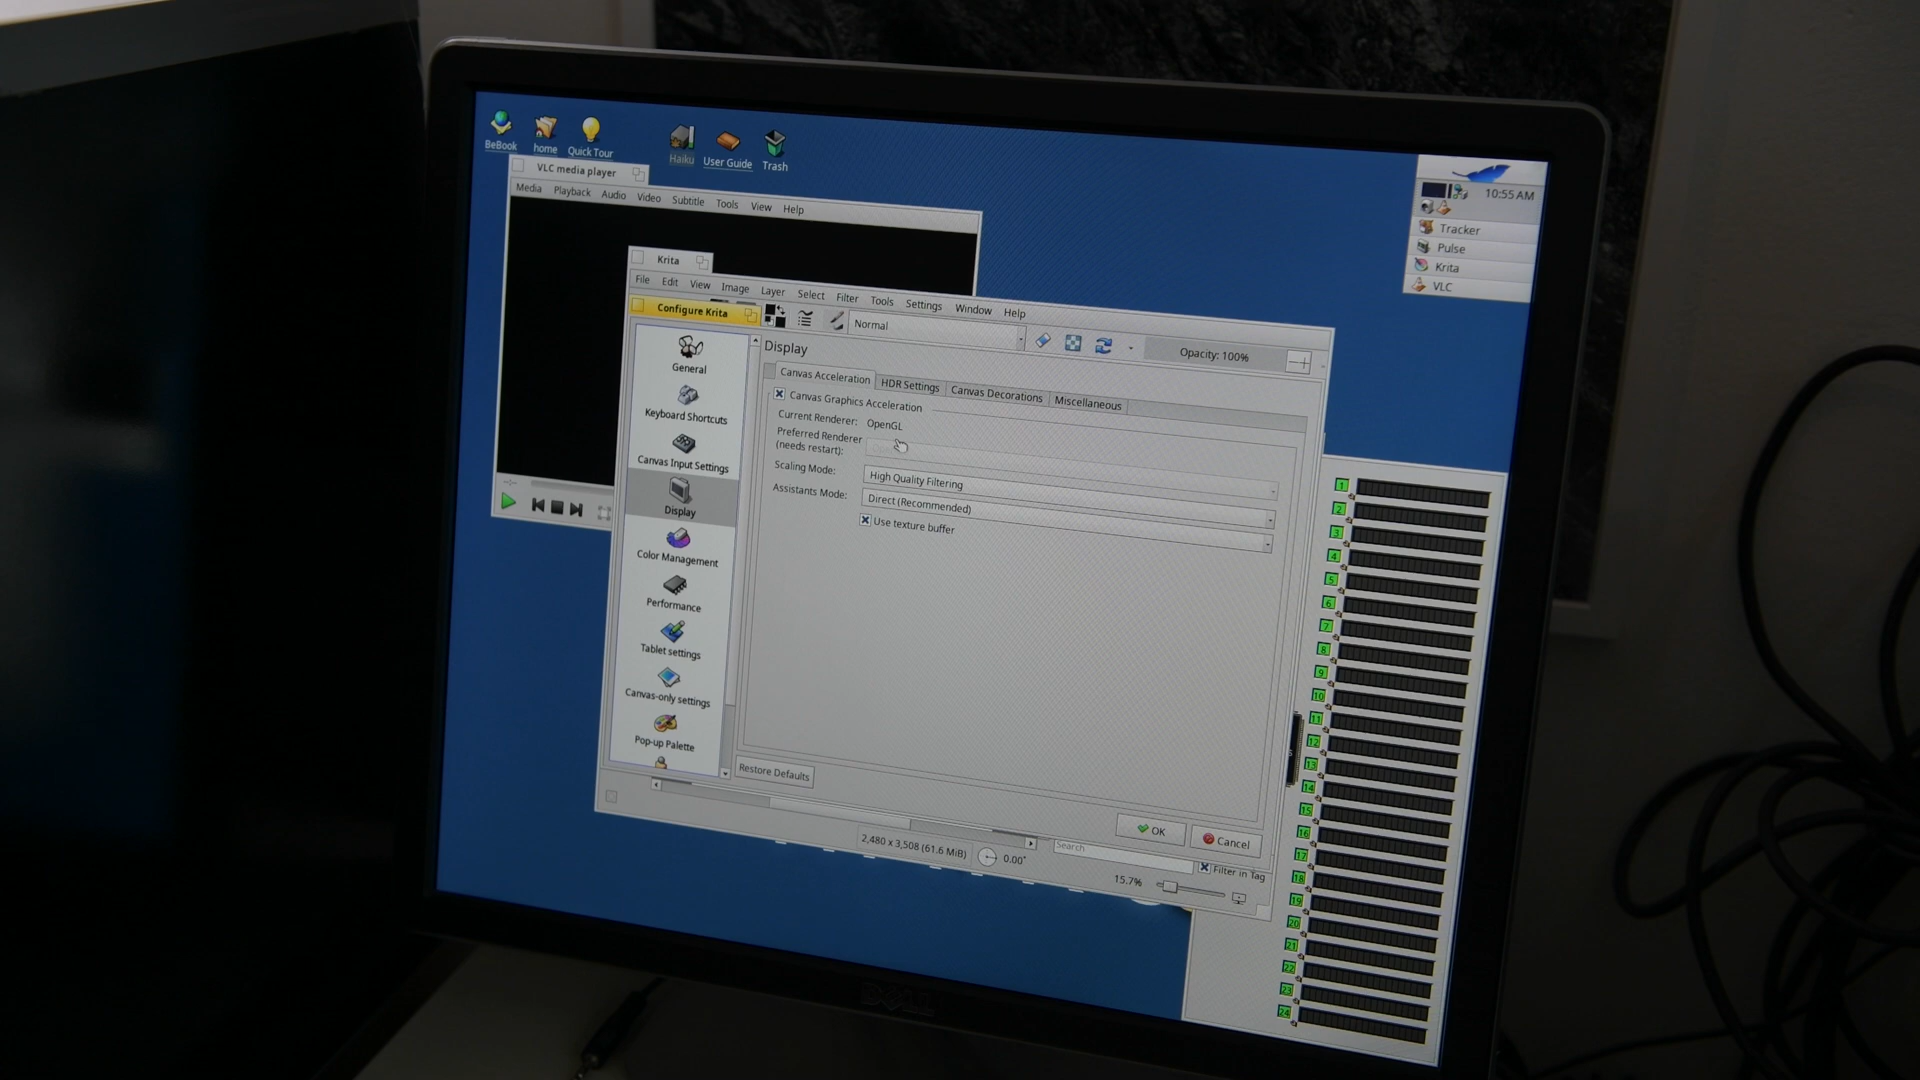 BeBook
home
Quick Tour
Haiku
User Guide
Trash
10:55 AM
Tracker
Pulse
Krita
VLC
VLC media player
Media Playback Audio Video Subtitle Tools View Help
Krita
File Edit View Image Layer Select Filter Tools Settings Window Help
Configure Krita
Normal
Opacity: 100%
General
Keyboard Shortcuts
Canvas Input Settings
Display
Color Management
Performance
Tablet settings
Canvas-only settings
Pop-up Palette
Display
Canvas Acceleration HDR Settings Canvas Decorations Miscellaneous
Canvas Graphics Acceleration
Current Renderer: OpenGL
Preferred Renderer
(needs restart):
Scaling Mode: High Quality Filtering
Assistants Mode: Direct (Recommended)
Use texture buffer
Restore Defaults
OK
Cancel
2,480 x 3,508 (61.6 MiB)
0.00°
Search
Filter in Tag
15.7%
1
2
3
4
5
6
7
8
9
10
11
12
13
14
15
16
17
18
19
20
21
22
23
24
DELL